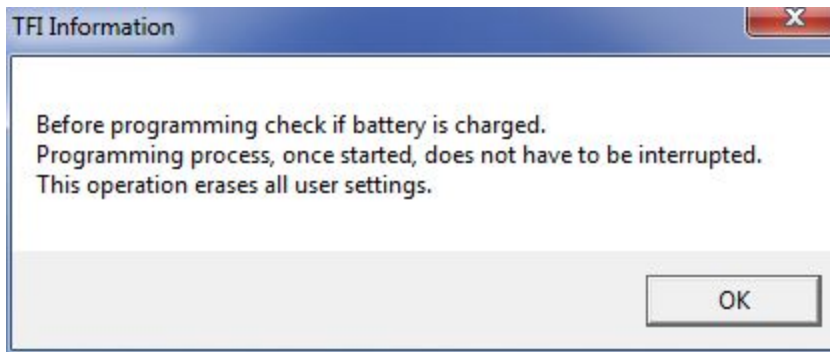 TFI Information
Before programming check if battery is charged.
Programming process, once started, does not have to be interrupted.
This operation erases all user settings.
OK